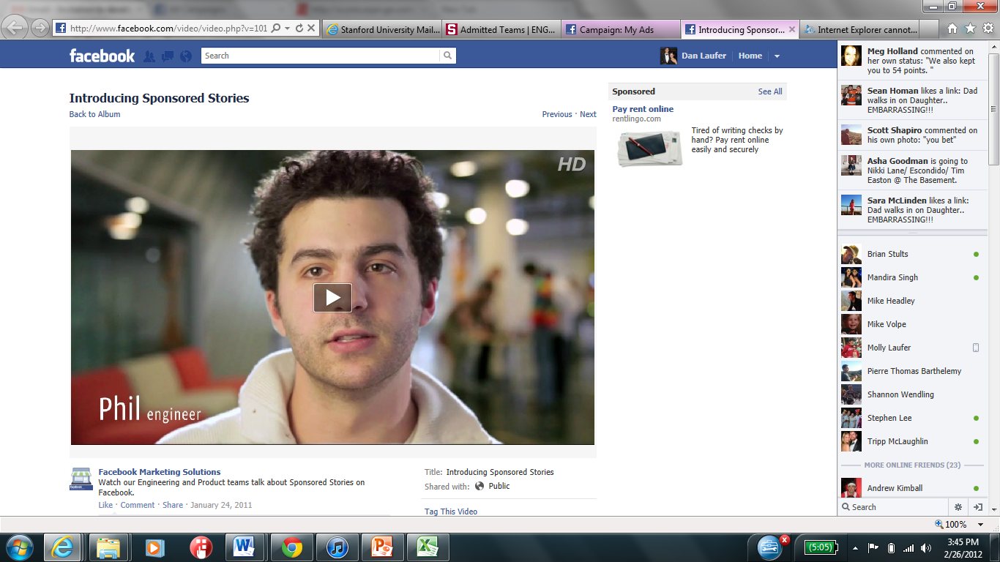 http://www.facebook.com/video/video.php?v=101
Stanford University Mail...
Admitted Teams | ENG...
Campaign: My Ads
Introducing Sponsor...
Internet Explorer cannot...
facebook
Search
Dan Laufer
Home
Introducing Sponsored Stories
Back to Album
Previous · Next
HD
Phil engineer
Facebook Marketing Solutions
Watch our Engineering and Product teams talk about Sponsored Stories on
Facebook.
Like · Comment · Share · January 24, 2011
Title: Introducing Sponsored Stories
Shared with: Public
Tag This Video
Sponsored
See All
Pay rent online
rentlingo.com
Tired of writing checks by
hand? Pay rent online
easily and securely
Meg Holland commented on
her own status: "We also kept
you to 54 points. "
Sean Homan likes a link: Dad
walks in on Daughter..
EMBARRASSING!!!
Scott Shapiro commented on
his own photo: "you bet"
Asha Goodman is going to
Nikki Lane/ Escondido/ Tim
Easton @ The Basement.
Sara McLinden likes a link:
Dad walks in on Daughter..
EMBARRASSING!!!
Brian Stults
Mandira Singh
Mike Headley
Mike Volpe
Molly Laufer
Pierre Thomas Barthelemy
Shannon Wendling
Stephen Lee
Tripp McLaughlin
MORE ONLINE FRIENDS (23)
Andrew Kimball
Search
100%
(5:05)
3:45 PM
2/26/2012